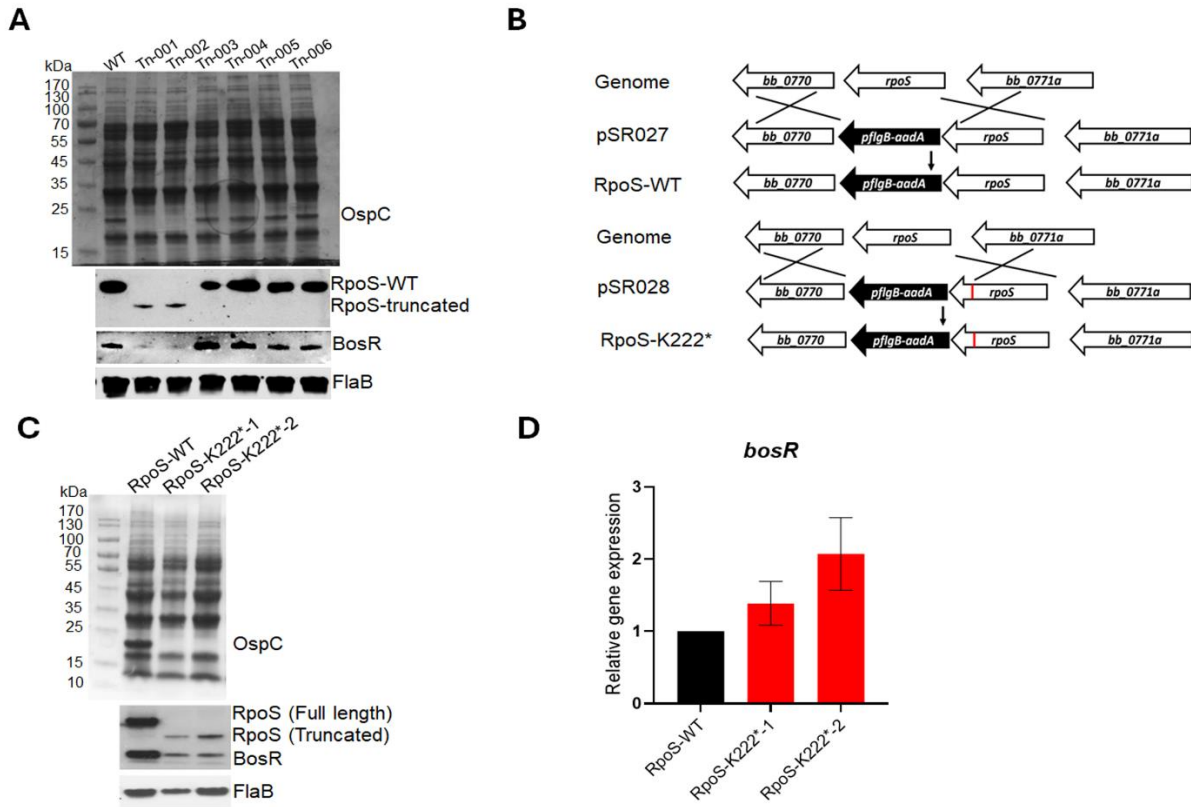 A
WT Tn-001 Tn-002 Tn-003 Tn-004 Tn-005 Tn-006
kDa
170
130
100
70
55
45
35
25
15
OspC
RpoS-WT
RpoS-truncated
BosR
FlaB
B
Genome bb_0770 rpoS bb_0771a
pSR027 bb_0770 pflgB-aadA rpoS bb_0771a
RpoS-WT bb_0770 pflgB-aadA rpoS bb_0771a
Genome bb_0770 rpoS bb_0771a
pSR028 bb_0770 pflgB-aadA rpoS bb_0771a
RpoS-K222* bb_0770 pflgB-aadA rpoS bb_0771a
C
RpoS-WT RpoS-K222*-1 RpoS-K222*-2
kDa
170
130
100
70
55
45
35
25
15
10
OspC
RpoS (Full length)
RpoS (Truncated)
BosR
FlaB
D
bosR
Relative gene expression
3
2
1
0
RpoS-WT RpoS-K222*-1 RpoS-K222*-2